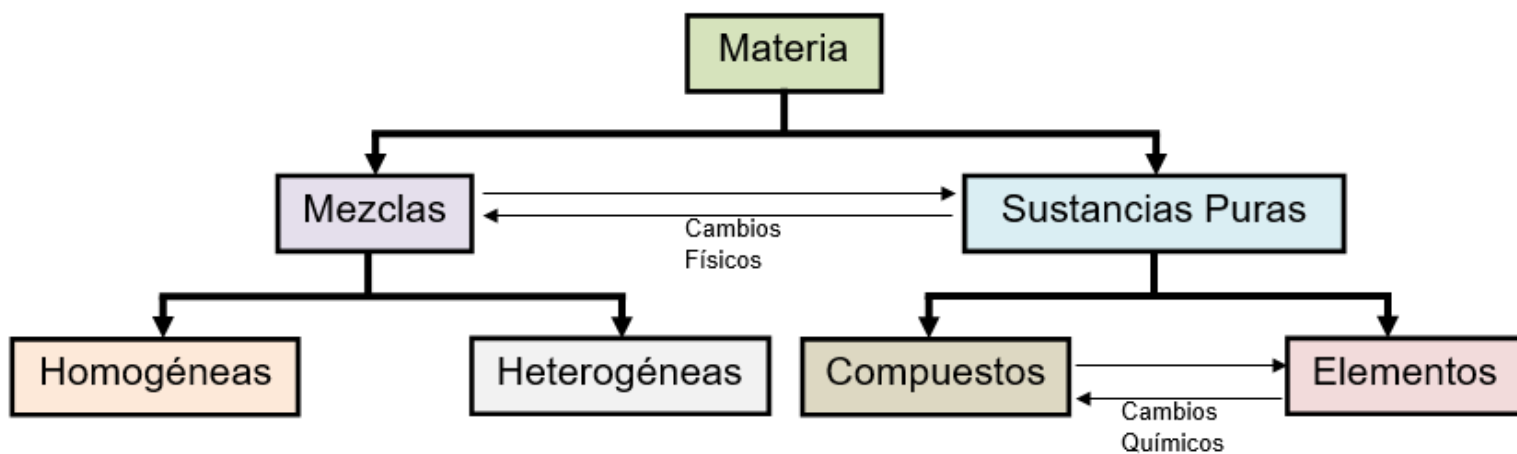 Materia
Mezclas
Sustancias Puras
Cambios
Físicos
Homogéneas
Heterogéneas
Compuestos
Elementos
Cambios
Químicos